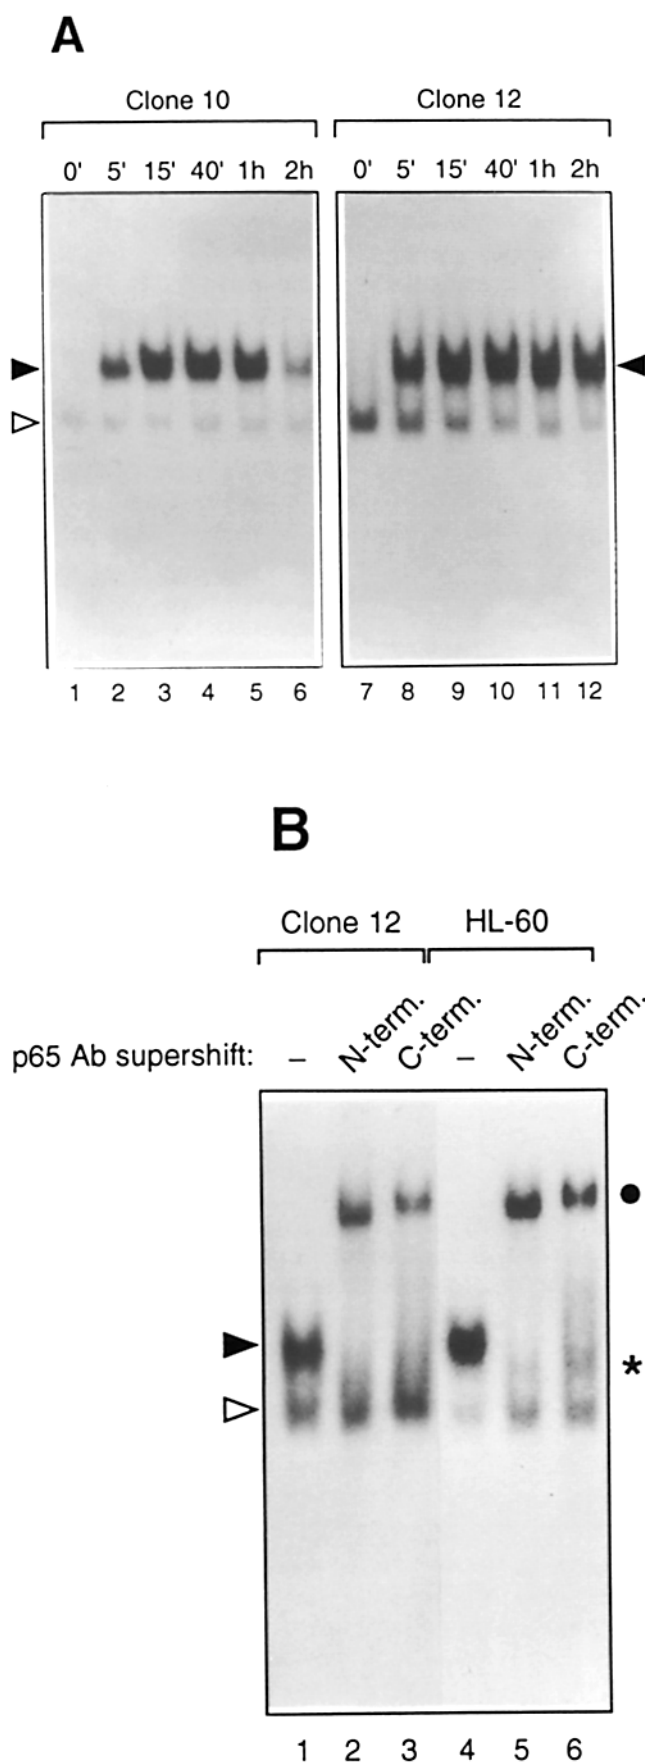 A
Clone 10 Clone 12
0' 5' 15' 40' 1h 2h 0' 5' 15' 40' 1h 2h
1 2 3 4 5 6 7 8 9 10 11 12
B
Clone 12 HL-60
p65 Ab supershift: – N-term. C-term. – N-term. C-term.
*
1 2 3 4 5 6